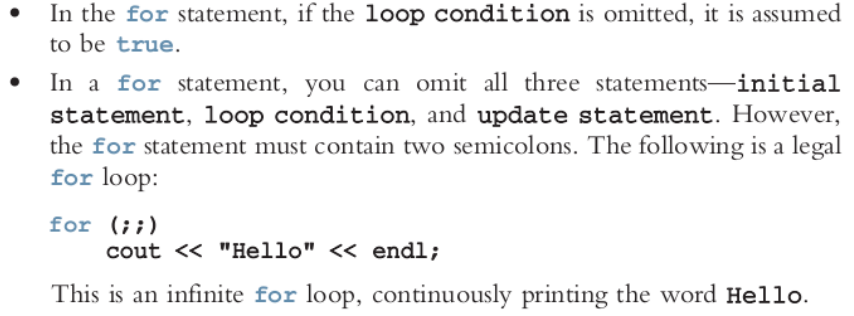 • In the for statement, if the loop condition is omitted, it is assumed
to be true.
• In a for statement, you can omit all three statements—initial
statement, loop condition, and update statement. However,
the for statement must contain two semicolons. The following is a legal
for loop:
for (;;)
    cout << "Hello" << endl;
This is an infinite for loop, continuously printing the word Hello.